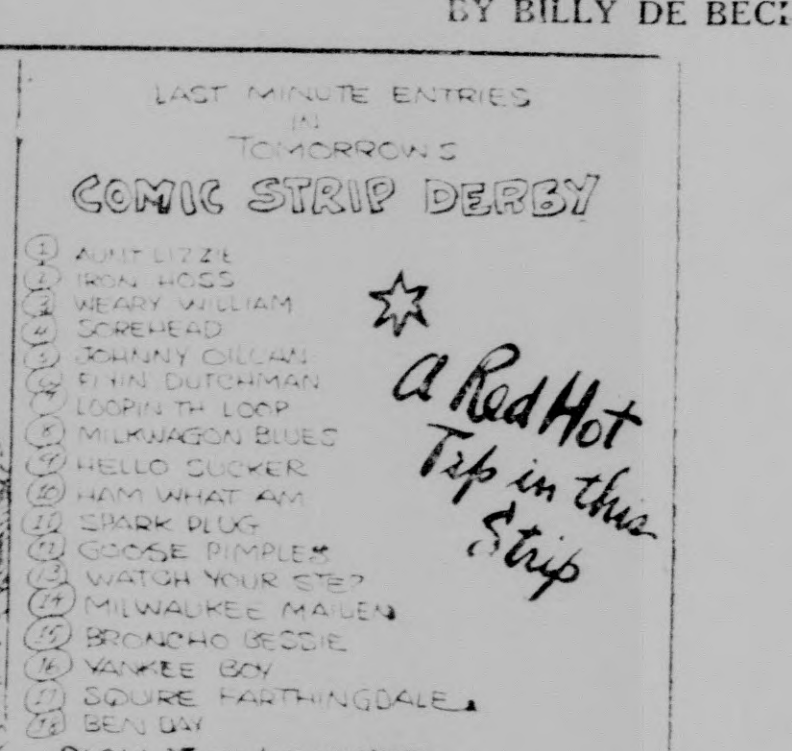 BY BILLY DE BEC
LAST MINUTE ENTRIES
IN
TOMORROWS
COMIC STRIP DERBY
1 AUNT LIZZIE
2 IRON HOSS
3 WEARY WILLIAM
4 SOREHEAD
5 JOHNNY OILCAN
6 FLYIN' DUTCHMAN
7 LOOPIN TH LOOP
8 MILKWAGON BLUES
9 HELLO SUCKER
10 HAM WHAT AM
11 SPARK PLUG
12 GOOSE PIMPLES
13 WATCH YOUR STEP
14 MILWAUKEE MAILEN
15 BRONCHO BESSIE
16 YANKEE BOY
17 SQUIRE FARTHINGDALE
18 BEN DAY
A Red Hot
Tip in this
Strip